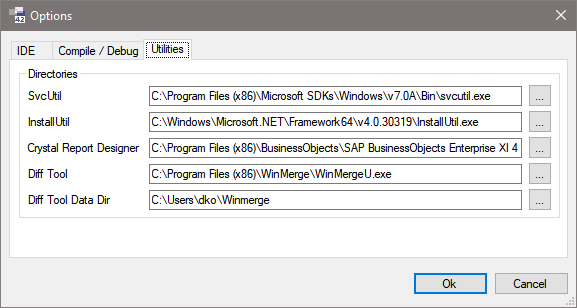 42 Options
IDE Compile / Debug Utilities
Directories
SvcUtil C:\Program Files (x86)\Microsoft SDKs\Windows\v7.0A\Bin\svcutil.exe ...
InstallUtil C:\Windows\Microsoft.NET\Framework64\v4.0.30319\InstallUtil.exe ...
Crystal Report Designer C:\Program Files (x86)\BusinessObjects\SAP BusinessObjects Enterprise XI 4 ...
Diff Tool C:\Program Files (x86)\WinMerge\WinMergeU.exe ...
Diff Tool Data Dir C:\Users\dko\Winmerge ...
Ok Cancel